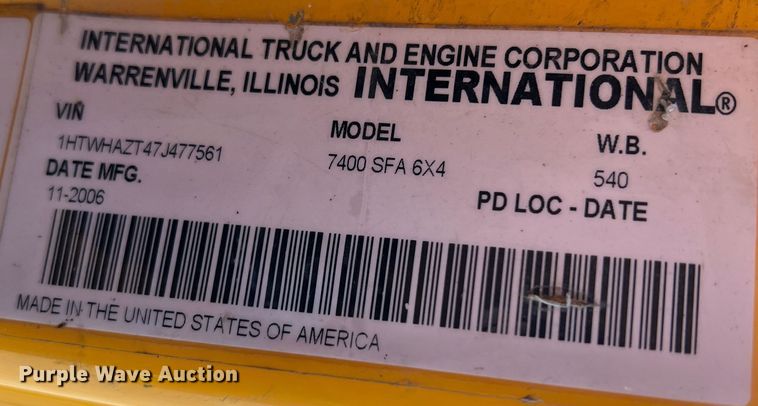 INTERNATIONAL TRUCK AND ENGINE CORPORATION
WARRENVILLE, ILLINOIS INTERNATIONAL®
VIN MODEL W.B.
1HTWHAZT47J477561 7400 SFA 6X4 540
DATE MFG. PD LOC - DATE
11-2006
MADE IN THE UNITED STATES OF AMERICA
Purple Wave Auction